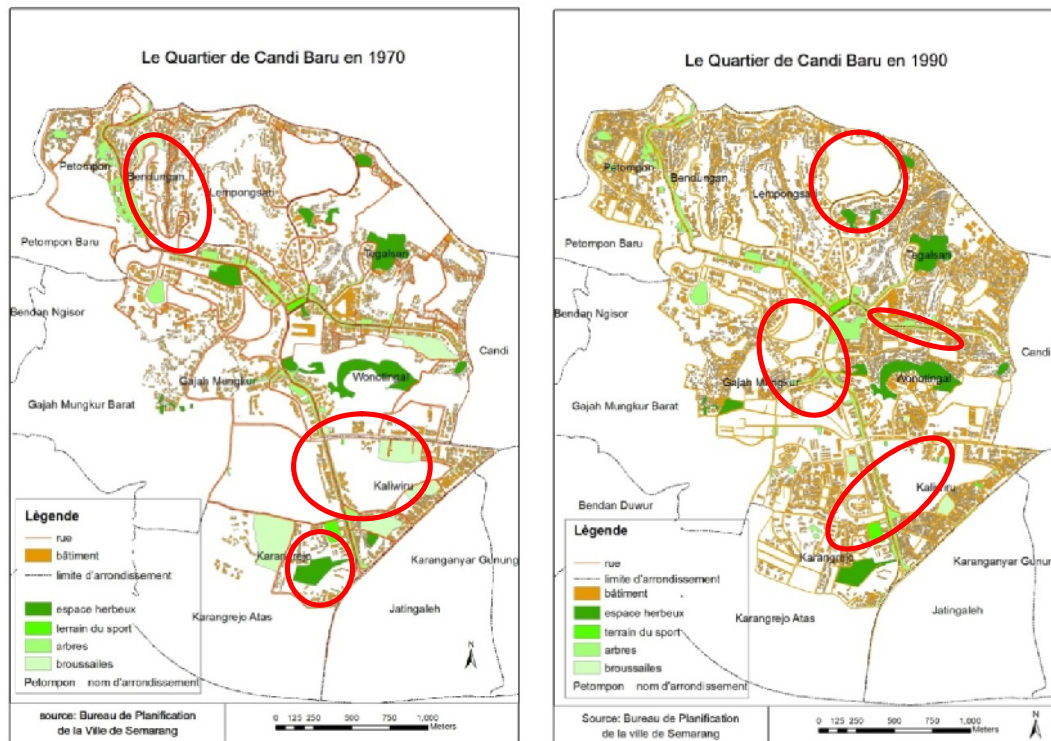 Le Quartier de Candi Baru en 1970
Petompon
Bendungan
Lempongsari
Petompon Baru
Tegalsari
Bendan Ngisor
Candi
Wonotingal
Gajah Mungkur
Gajah Mungkur Barat
Kaliwiru
Karangrejo
Karanganyar Gunung
Karangrejo Atas
Jatingaleh
Lègende
rue
bâtiment
limite d'arrondissement
espace herbeux
terrain du sport
arbres
broussailes
Petompon nom d'arrondissement
N
source: Bureau de Planification
de la Ville de Semarang
0 125 250 500 750 1,000
Meters
Le Quartier de Candi Baru en 1990
Petompon
Bendungan
Lempongsari
Petompon Baru
Tegalsari
Bendan Ngisor
Candi
Gajah Mungkur
Wonotingal
Gajah Mungkur Barat
Kaliwiru
Bendan Duwur
Karangrejo
Karanganyar Gunung
Karangrejo Atas
Jatingaleh
Lègende
rue
limite d'arrondissement
bâtiment
espace herbeux
terrain du sport
arbres
broussailes
Petompon nom d'arrondissement
Source: Bureau de Planification
de la ville de Semarang
0 125 250 500 750 1,000
Meters
N